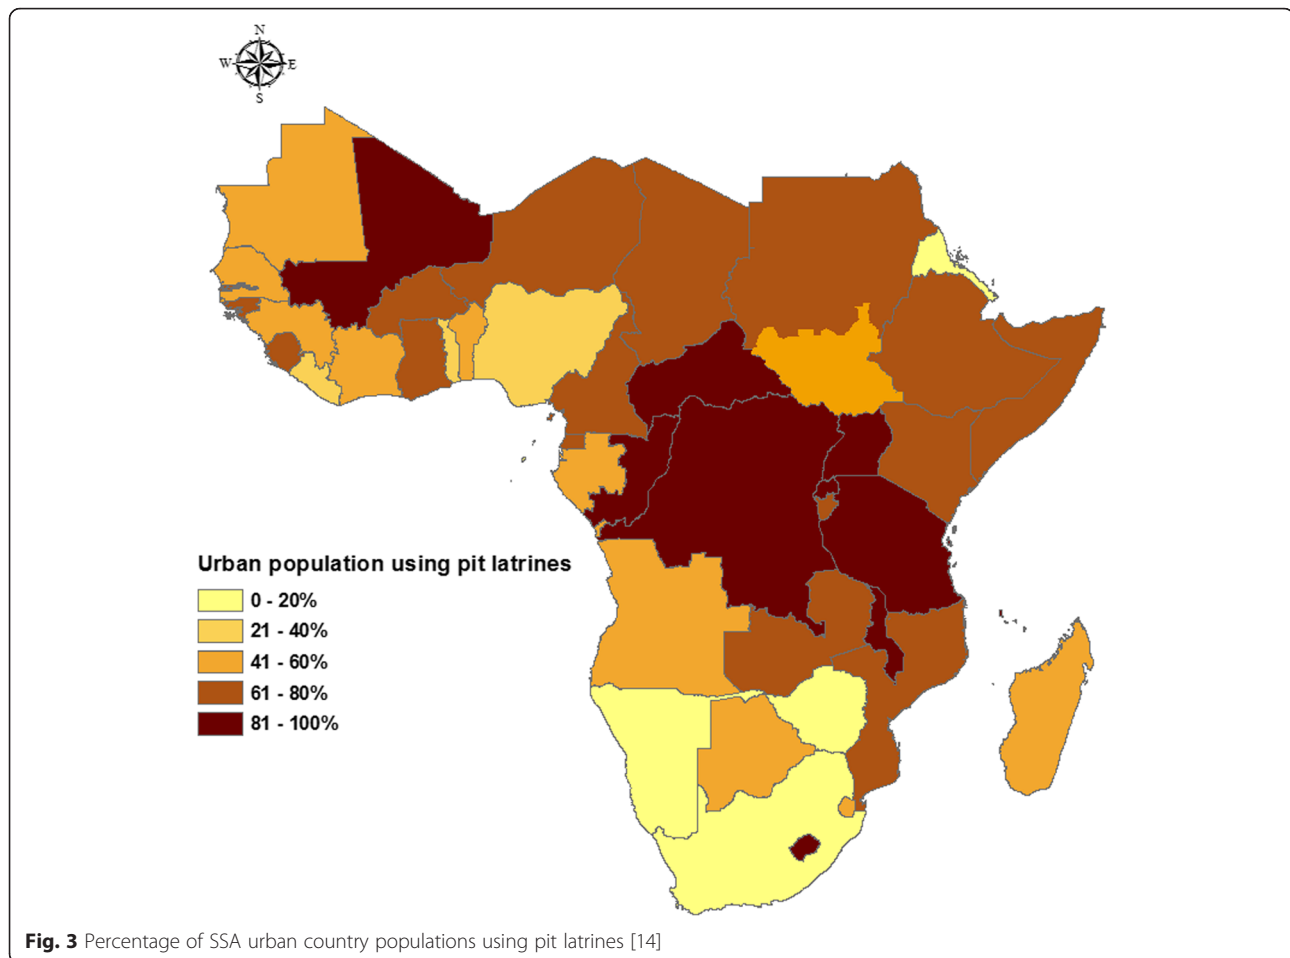 N
W E
S
Urban population using pit latrines
0 - 20%
21 - 40%
41 - 60%
61 - 80%
81 - 100%
Fig. 3 Percentage of SSA urban country populations using pit latrines [14]